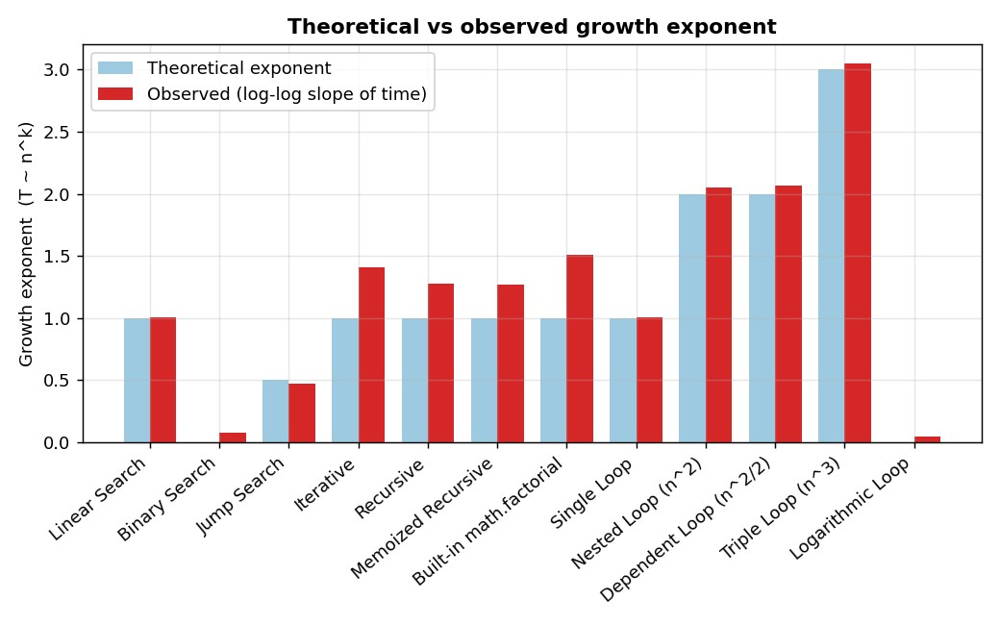 Theoretical vs observed growth exponent
Theoretical exponent
Observed (log-log slope of time)
Growth exponent (T ~ n^k)
3.0
2.5
2.0
1.5
1.0
0.5
0.0
Linear Search
Binary Search
Jump Search
Iterative
Recursive
Memoized Recursive
Built-in math.factorial
Single Loop
Nested Loop (n^2)
Dependent Loop (n^2/2)
Triple Loop (n^3)
Logarithmic Loop